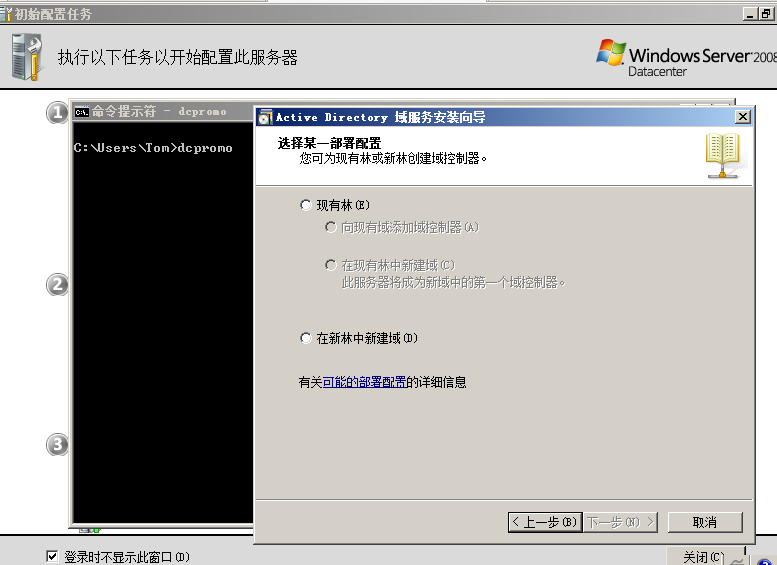 初始配置任务
执行以下任务以开始配置此服务器
Windows Server 2008
Datacenter
1
命令提示符 - dcpromo
C:\Users\Tom>dcpromo
Active Directory 域服务安装向导
选择某一部署配置
您可为现有林或新林创建域控制器。
现有林(E)
向现有域添加域控制器(A)
在现有林中新建域(C)
此服务器将成为新域中的第一个域控制器。
2
在新林中新建域(D)
有关可能的部署配置的详细信息
3
< 上一步(B)
下一步(N) >
取消
登录时不显示此窗口(D)
关闭(C)